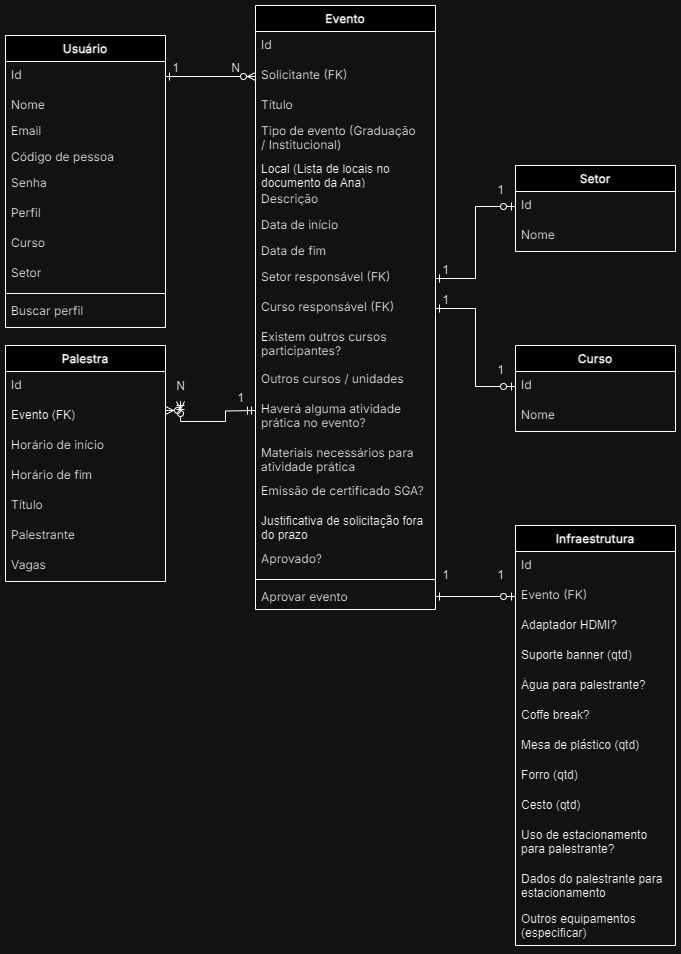 Usuário
Id
Nome
Email
Código de pessoa
Senha
Perfil
Curso
Setor
Buscar perfil
1
N
Evento
Id
Solicitante (FK)
Título
Tipo de evento (Graduação
/ Institucional)
Local (Lista de locais no
documento da Ana)
Descrição
Data de início
Data de fim
Setor responsável (FK)
Curso responsável (FK)
Existem outros cursos
participantes?
Outros cursos / unidades
Haverá alguma atividade
prática no evento?
Materiais necessários para
atividade prática
Emissão de certificado SGA?
Justificativa de solicitação fora
do prazo
Aprovado?
Aprovar evento
Palestra
Id
Evento (FK)
Horário de início
Horário de fim
Título
Palestrante
Vagas
N
1
1
1
Setor
Id
Nome
1
1
Curso
Id
Nome
1
1
Infraestrutura
Id
Evento (FK)
Adaptador HDMI?
Suporte banner (qtd)
Água para palestrante?
Coffe break?
Mesa de plástico (qtd)
Forro (qtd)
Cesto (qtd)
Uso de estacionamento
para palestrante?
Dados do palestrante para
estacionamento
Outros equipamentos
(especificar)